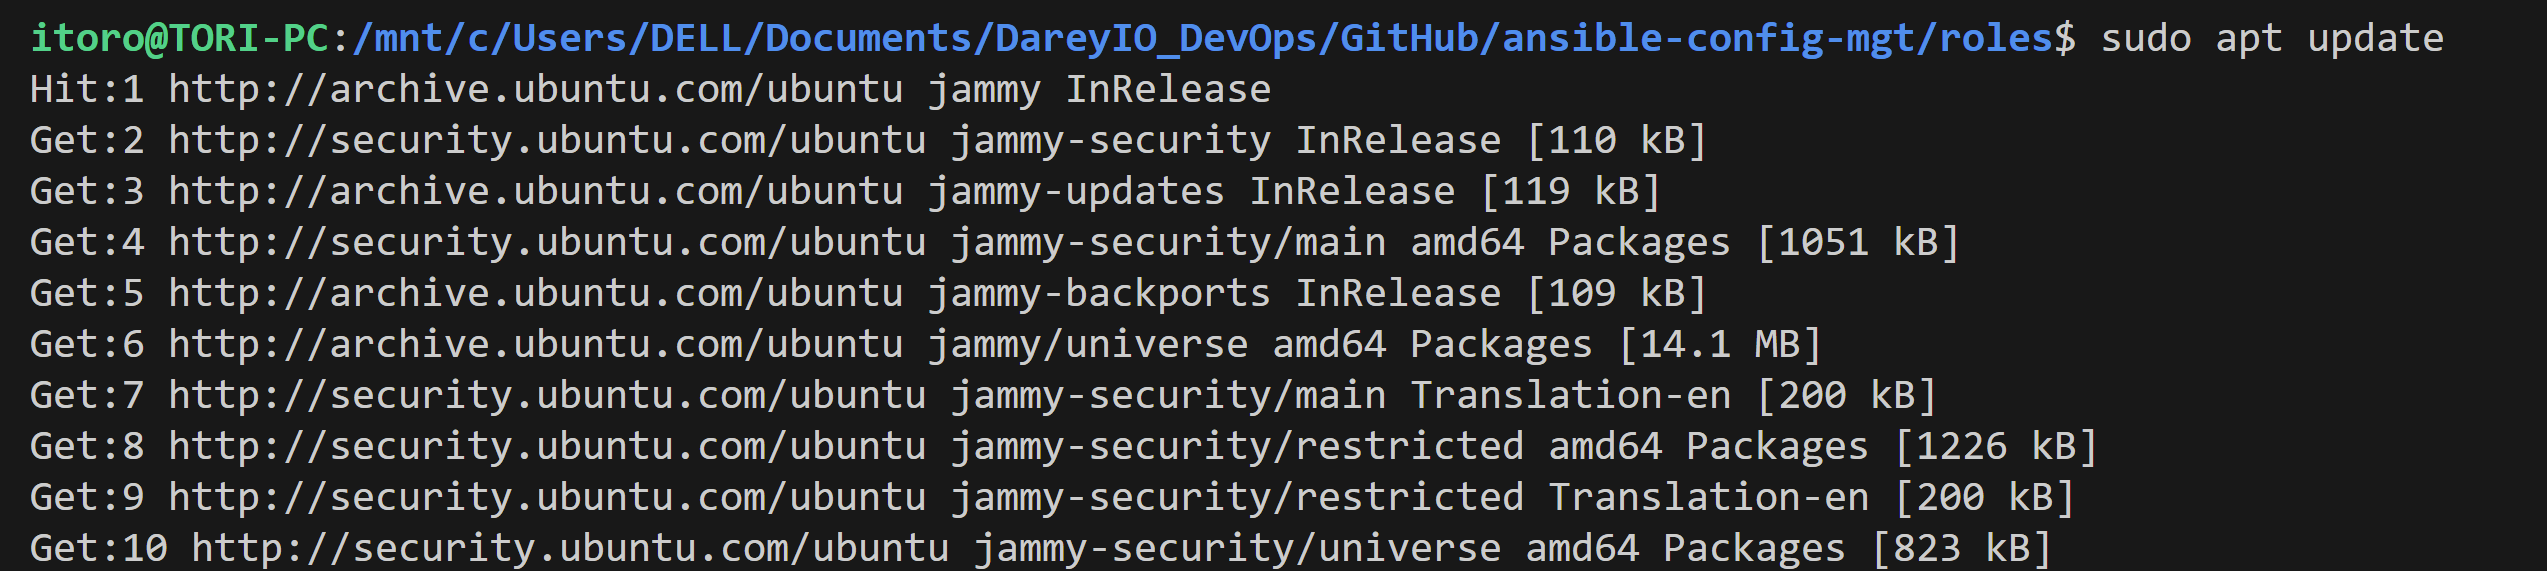 itoro@TORI-PC:/mnt/c/Users/DELL/Documents/DareyIO_DevOps/GitHub/ansible-config-mgt/roles$ sudo apt update
Hit:1 http://archive.ubuntu.com/ubuntu jammy InRelease
Get:2 http://security.ubuntu.com/ubuntu jammy-security InRelease [110 kB]
Get:3 http://archive.ubuntu.com/ubuntu jammy-updates InRelease [119 kB]
Get:4 http://security.ubuntu.com/ubuntu jammy-security/main amd64 Packages [1051 kB]
Get:5 http://archive.ubuntu.com/ubuntu jammy-backports InRelease [109 kB]
Get:6 http://archive.ubuntu.com/ubuntu jammy/universe amd64 Packages [14.1 MB]
Get:7 http://security.ubuntu.com/ubuntu jammy-security/main Translation-en [200 kB]
Get:8 http://security.ubuntu.com/ubuntu jammy-security/restricted amd64 Packages [1226 kB]
Get:9 http://security.ubuntu.com/ubuntu jammy-security/restricted Translation-en [200 kB]
Get:10 http://security.ubuntu.com/ubuntu jammy-security/universe amd64 Packages [823 kB]